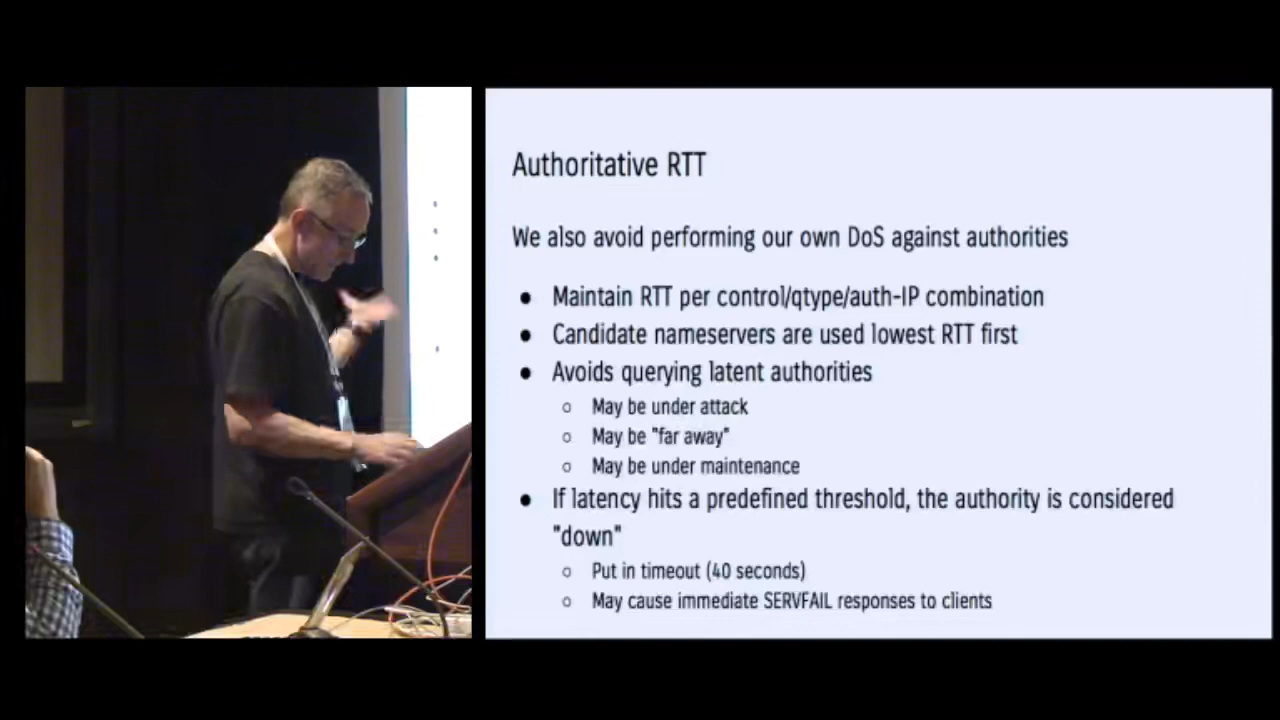 Authoritative RTT
We also avoid performing our own DoS against authorities
● Maintain RTT per control/qtype/auth-IP combination
● Candidate nameservers are used lowest RTT first
● Avoids querying latent authorities
○ May be under attack
○ May be "far away"
○ May be under maintenance
● If latency hits a predefined threshold, the authority is considered
"down"
○ Put in timeout (40 seconds)
○ May cause immediate SERVFAIL responses to clients